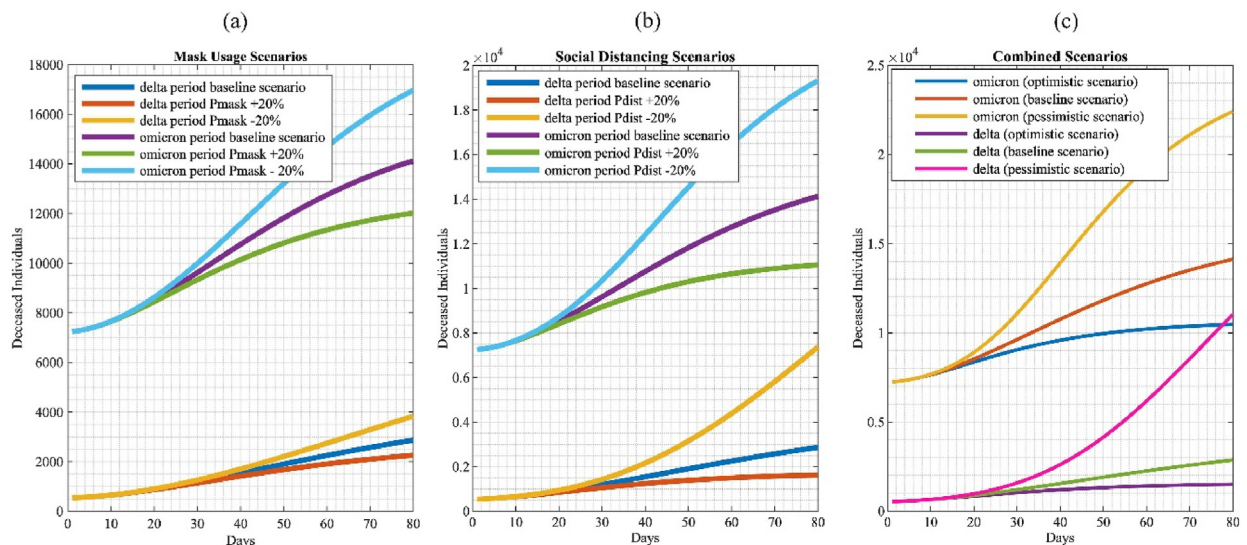 (a)
Mask Usage Scenarios
18000
16000
14000
12000
10000
8000
6000
4000
2000
0
delta period baseline scenario
delta period Pmask +20%
delta period Pmask -20%
omicron period baseline scenario
omicron period Pmask +20%
omicron period Pmask - 20%
Deceased Individuals
0 10 20 30 40 50 60 70 80
Days
(b)
2 ×10⁴
Social Distancing Scenarios
1.8
1.6
1.4
1.2
1
0.8
0.6
0.4
0.2
0
delta period baseline scenario
delta period Pdist +20%
delta period Pdist -20%
omicron period baseline scenario
omicron period Pdist +20%
omicron period Pdist -20%
Deceased Individuals
0 10 20 30 40 50 60 70 80
Days
(c)
2.5 ×10⁴
Combined Scenarios
2
1.5
1
0.5
0
omicron (optimistic scenario)
omicron (baseline scenario)
omicron (pessimistic scenario)
delta (optimistic scenario)
delta (baseline scenario)
delta (pessimistic scenario)
Deceased Individuals
0 10 20 30 40 50 60 70 80
Days